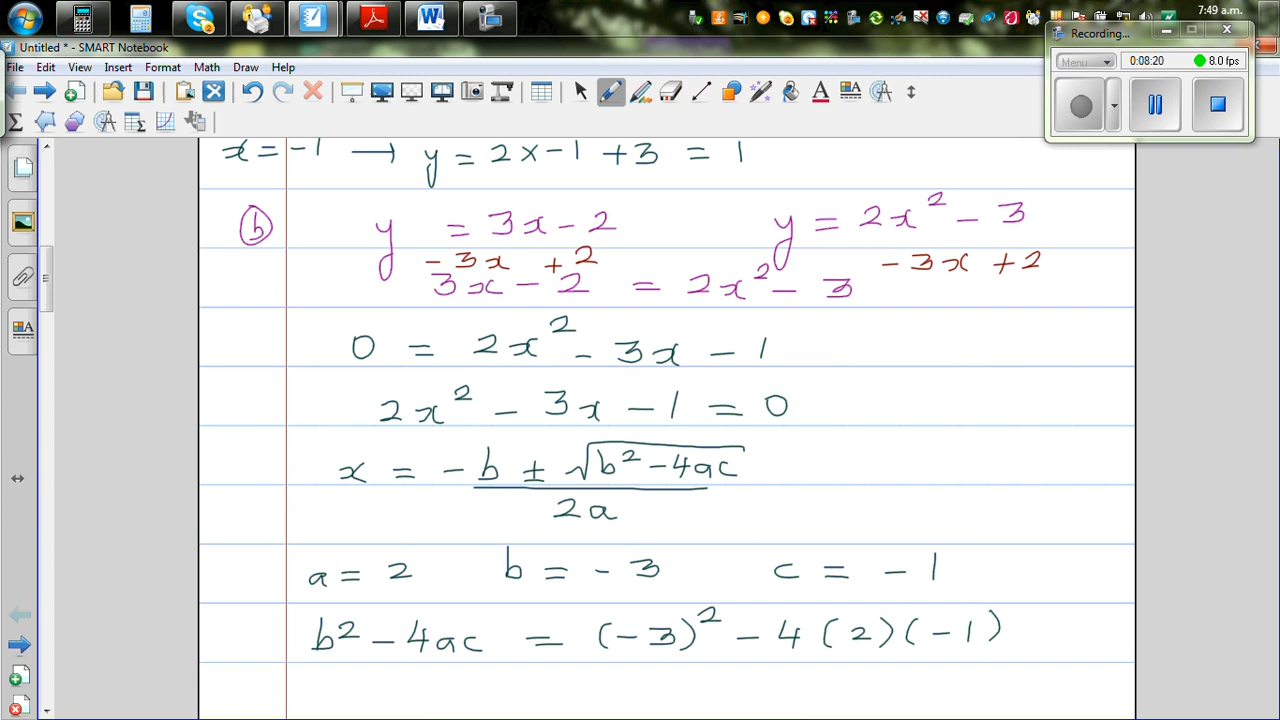 7:49 a.m.
Untitled * - SMART Notebook
Recording...
File Edit View Insert Format Math Draw Help
Menu 0:08:20 8.0 fps
x = -1 → y = 2x-1 +3 = 1
(b) y = 3x - 2 y = 2x² - 3
-3x +2 -3x +2
3x - 2 = 2x² - 3
0 = 2x² - 3x - 1
2x² - 3x - 1 = 0
x = -b ± √b² - 4ac
2a
a = 2 b = -3 c = -1
b² - 4ac = (-3)² - 4(2)(-1)